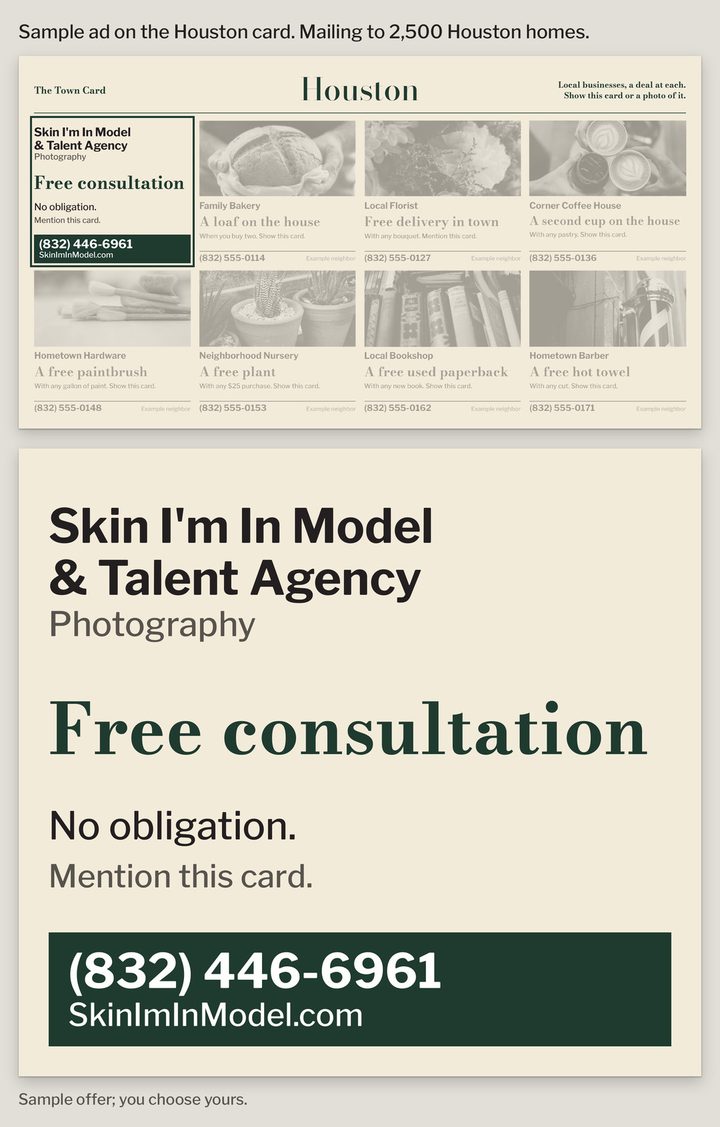 Sample ad on the Houston card. Mailing to 2,500 Houston homes.
The Town Card
Houston
Local businesses, a deal at each.
Show this card or a photo of it.
Skin I'm In Model
& Talent Agency
Photography
Free consultation
No obligation.
Mention this card.
(832) 446-6961
SkinImInModel.com
Family Bakery
A loaf on the house
When you buy two. Show this card.
(832) 555-0114 Example neighbor
Local Florist
Free delivery in town
With any bouquet. Mention this card.
(832) 555-0127 Example neighbor
Corner Coffee House
A second cup on the house
With any pastry. Show this card.
(832) 555-0136 Example neighbor
Hometown Hardware
A free paintbrush
With any gallon of paint. Show this card.
(832) 555-0148 Example neighbor
Neighborhood Nursery
A free plant
With any $25 purchase. Show this card.
(832) 555-0153 Example neighbor
Local Bookshop
A free used paperback
With any new book. Show this card.
(832) 555-0162 Example neighbor
Hometown Barber
A free hot towel
With any cut. Show this card.
(832) 555-0171 Example neighbor
Skin I'm In Model
& Talent Agency
Photography
Free consultation
No obligation.
Mention this card.
(832) 446-6961
SkinImInModel.com
Sample offer; you choose yours.